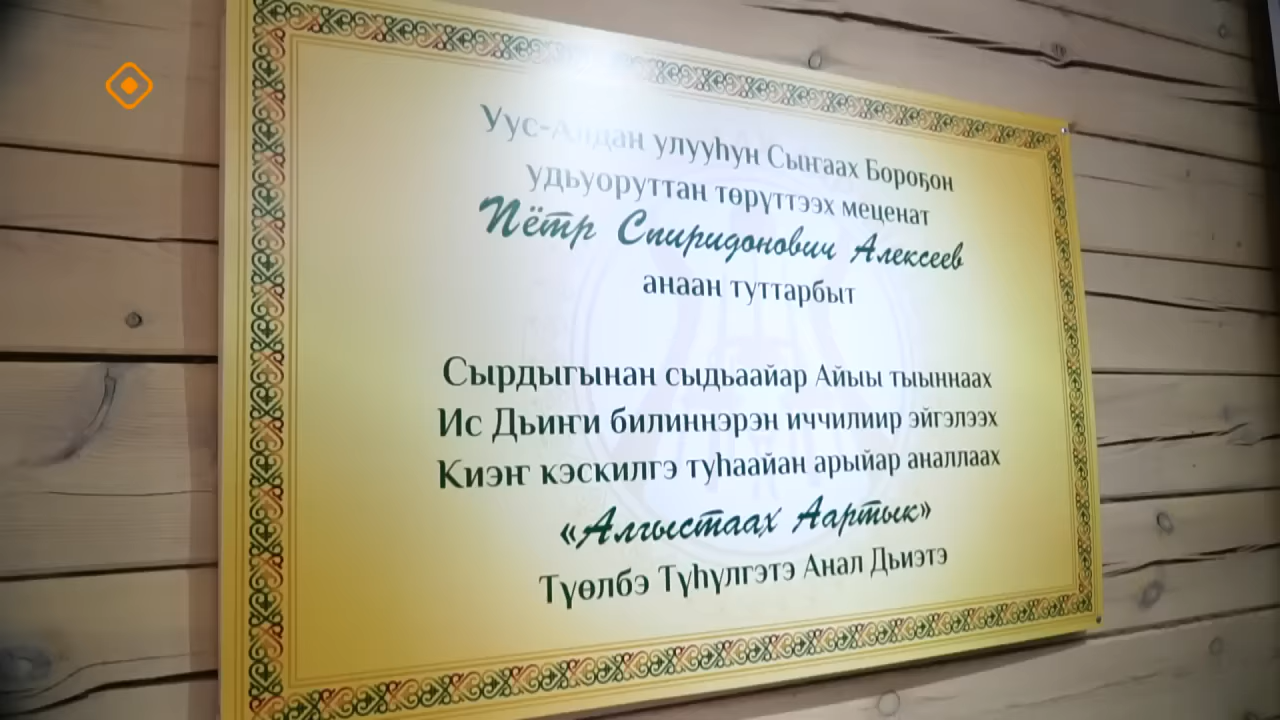 Уус-Алдан улууһун Сыҥаах Бороҕон
удьуоруттан төрүттээх меценат
Пётр Спиридонович Алексеев
анаан туттарбыт
Сырдыгынан сыдьаайар Айыы тыыннаах
Ис Дьиҥи билиннэрэн иччилиир эйгэлээх
Киэҥ кэскилгэ туһаайан арыйар аналлаах
«Алгыстаах Аартык»
Түөлбэ Түһүлгэтэ Анал Дьиэтэ